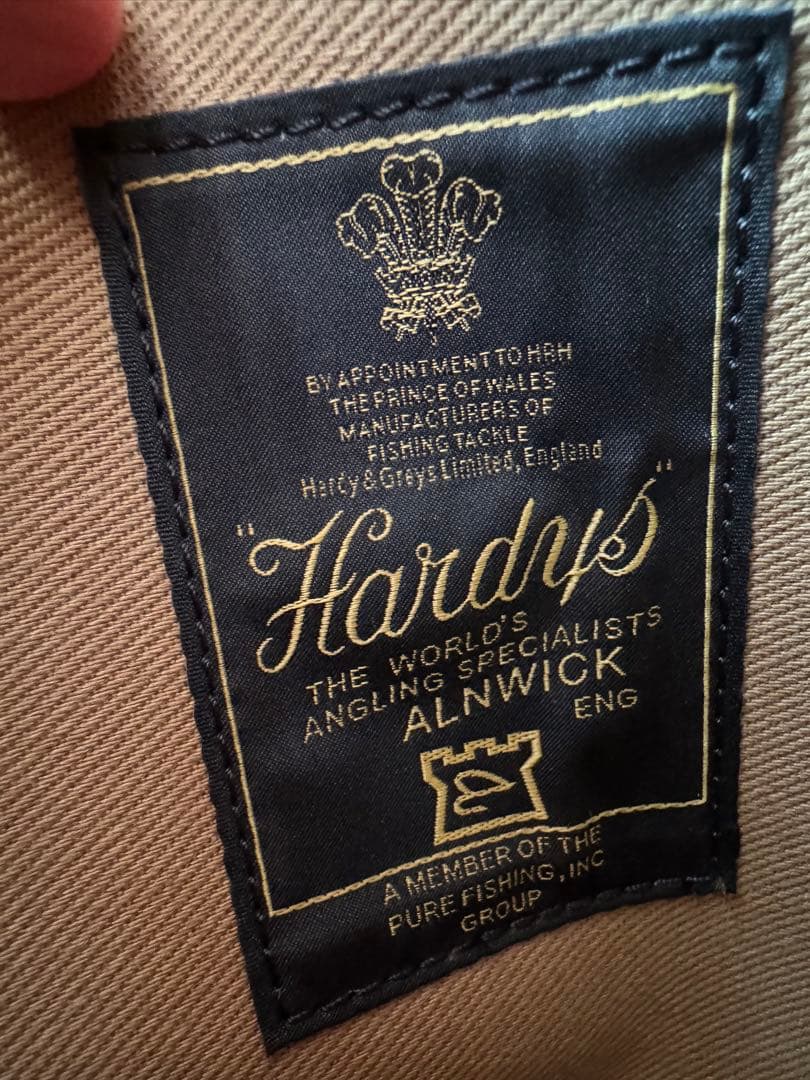 BY APPOINTMENT TO HRH
THE PRINCE OF WALES
MANUFACTURERS OF
FISHING TACKLE
Hardy & Greys Limited, England
"Hardys"
THE WORLD'S
ANGLING SPECIALISTS
ALNWICK
ENG
A MEMBER OF THE
PURE FISHING, INC
GROUP